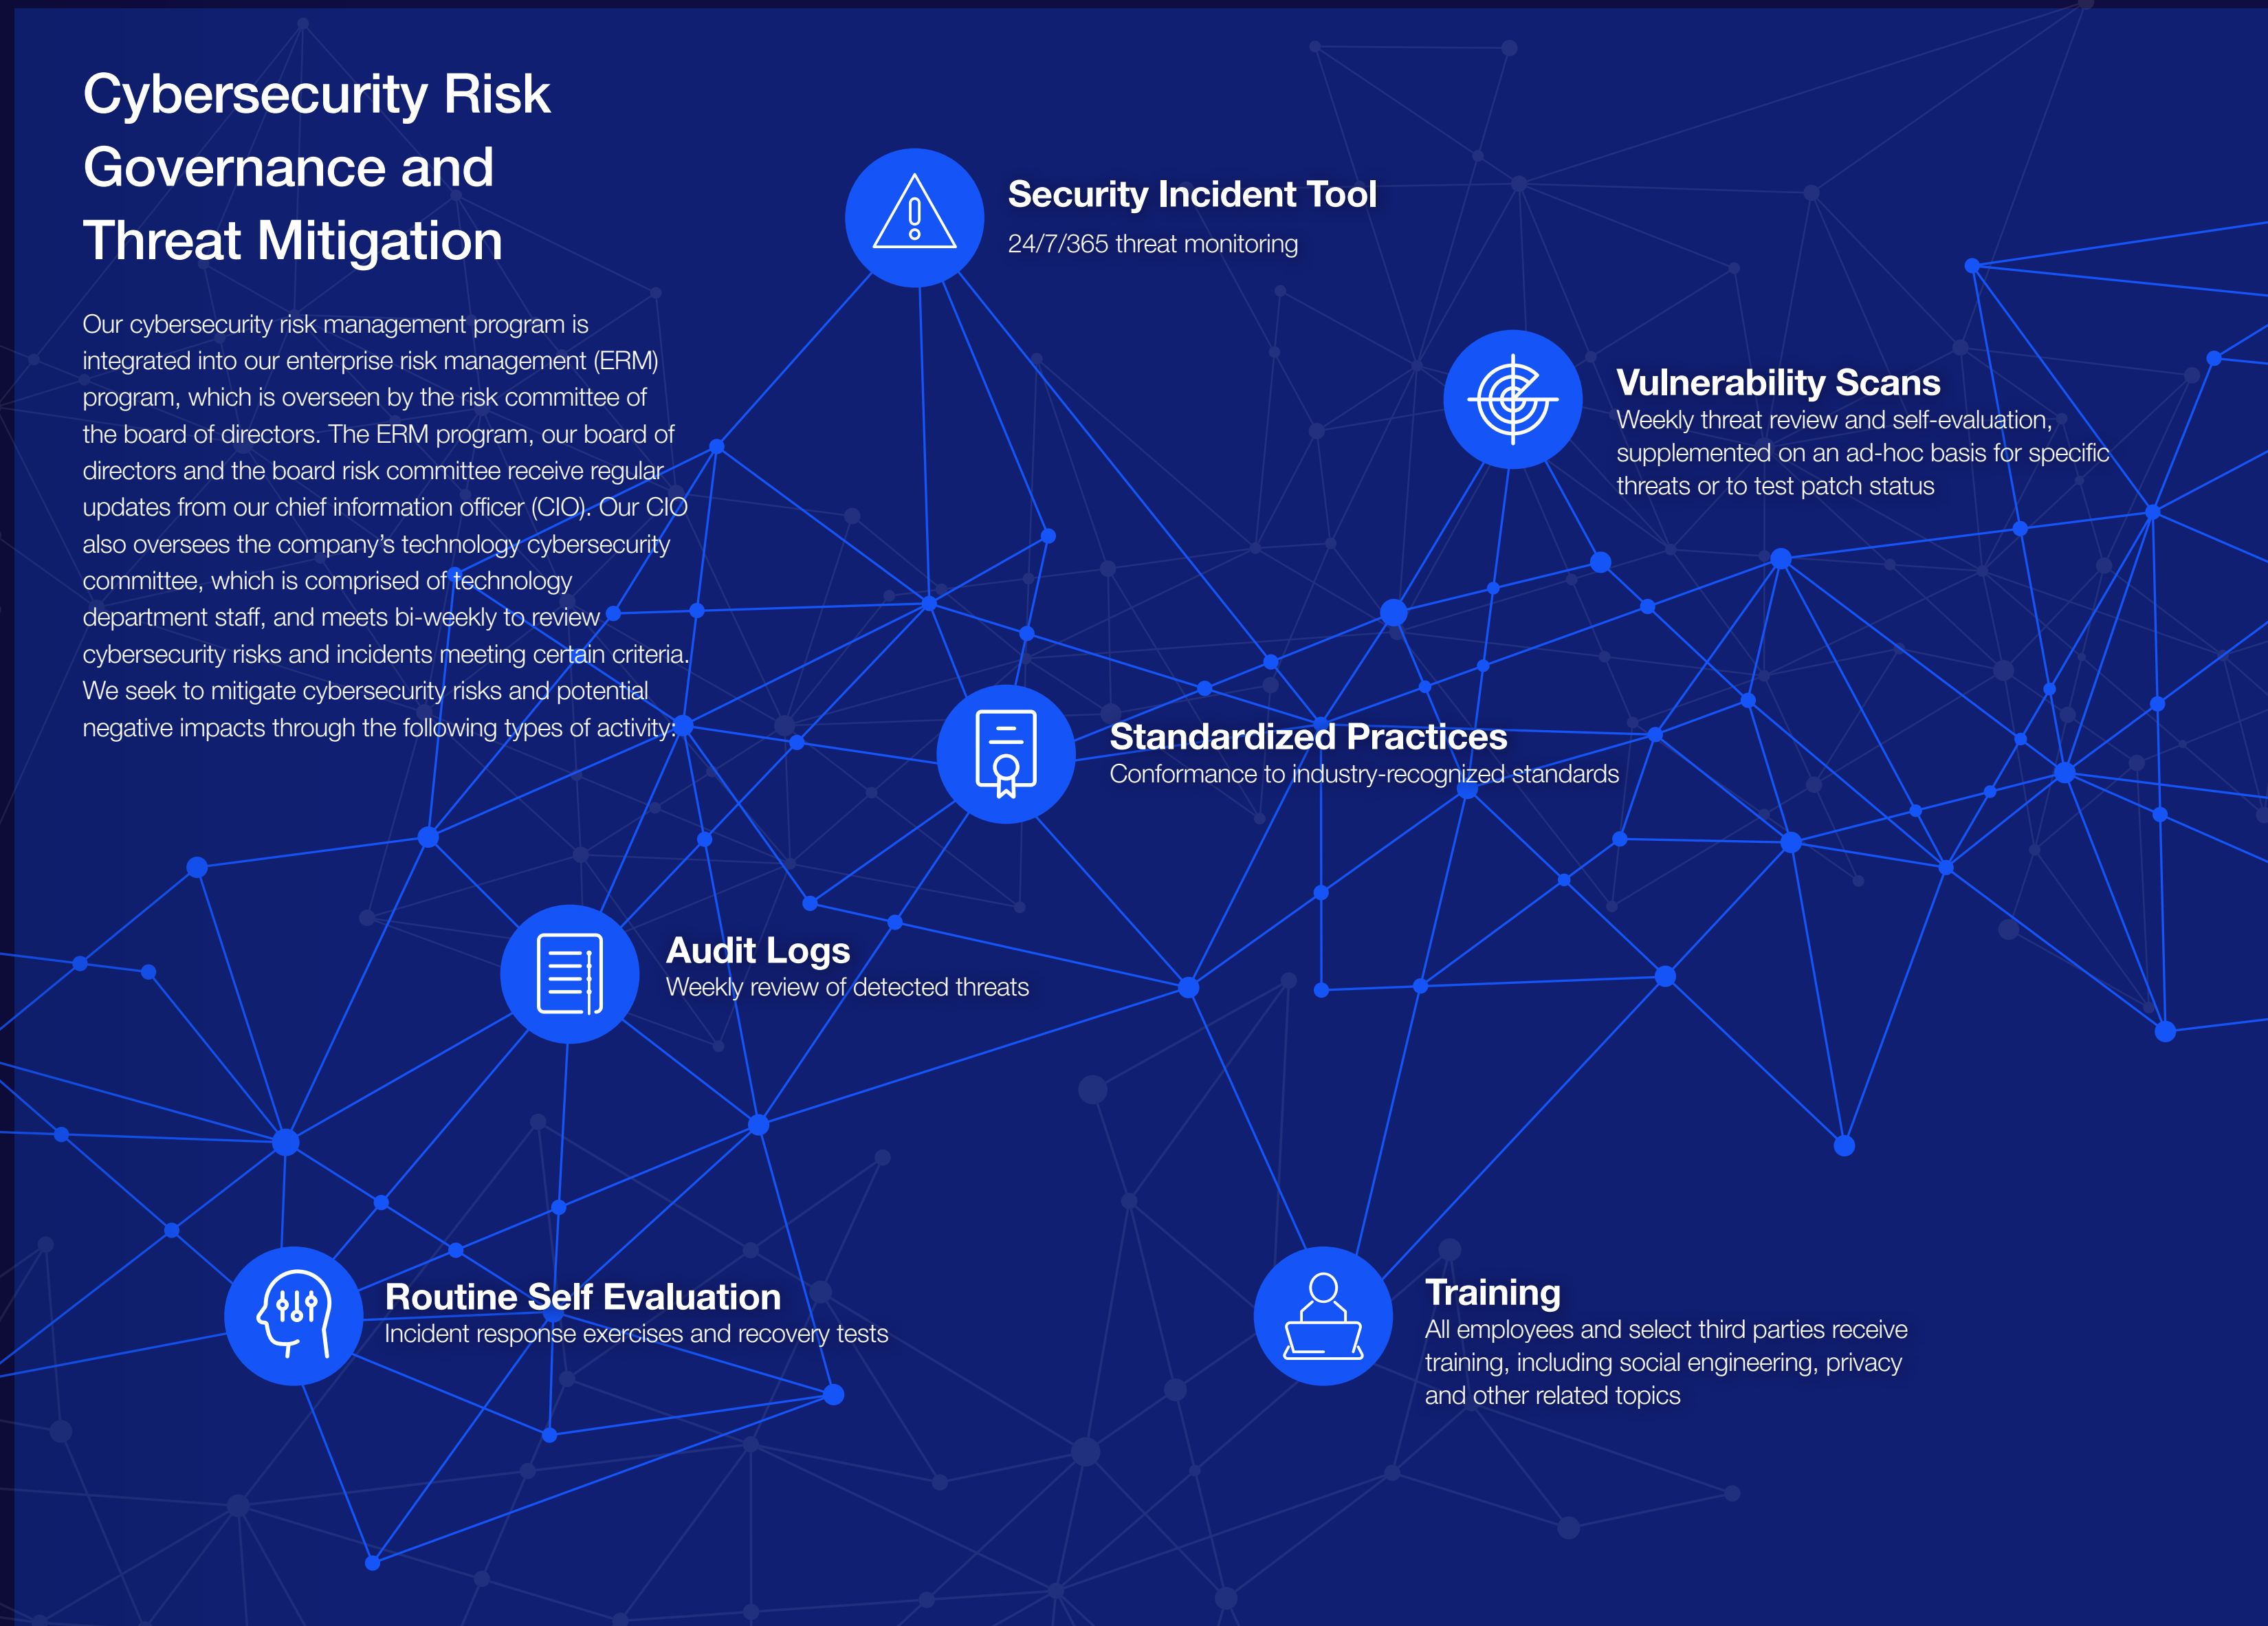 Cybersecurity Risk
Governance and
Threat Mitigation
Our cybersecurity risk management program is
integrated into our enterprise risk management (ERM)
program, which is overseen by the risk committee of
the board of directors. The ERM program, our board of
directors and the board risk committee receive regular
updates from our chief information officer (CIO). Our CIO
also oversees the company’s technology cybersecurity
committee, which is comprised of technology
department staff, and meets bi-weekly to review
cybersecurity risks and incidents meeting certain criteria.
We seek to mitigate cybersecurity risks and potential
negative impacts through the following types of activity:
Security Incident Tool
24/7/365 threat monitoring
Vulnerability Scans
Weekly threat review and self-evaluation,
supplemented on an ad-hoc basis for specific
threats or to test patch status
Standardized Practices
Conformance to industry-recognized standards
Audit Logs
Weekly review of detected threats
Routine Self Evaluation
Incident response exercises and recovery tests
Training
All employees and select third parties receive
training, including social engineering, privacy
and other related topics